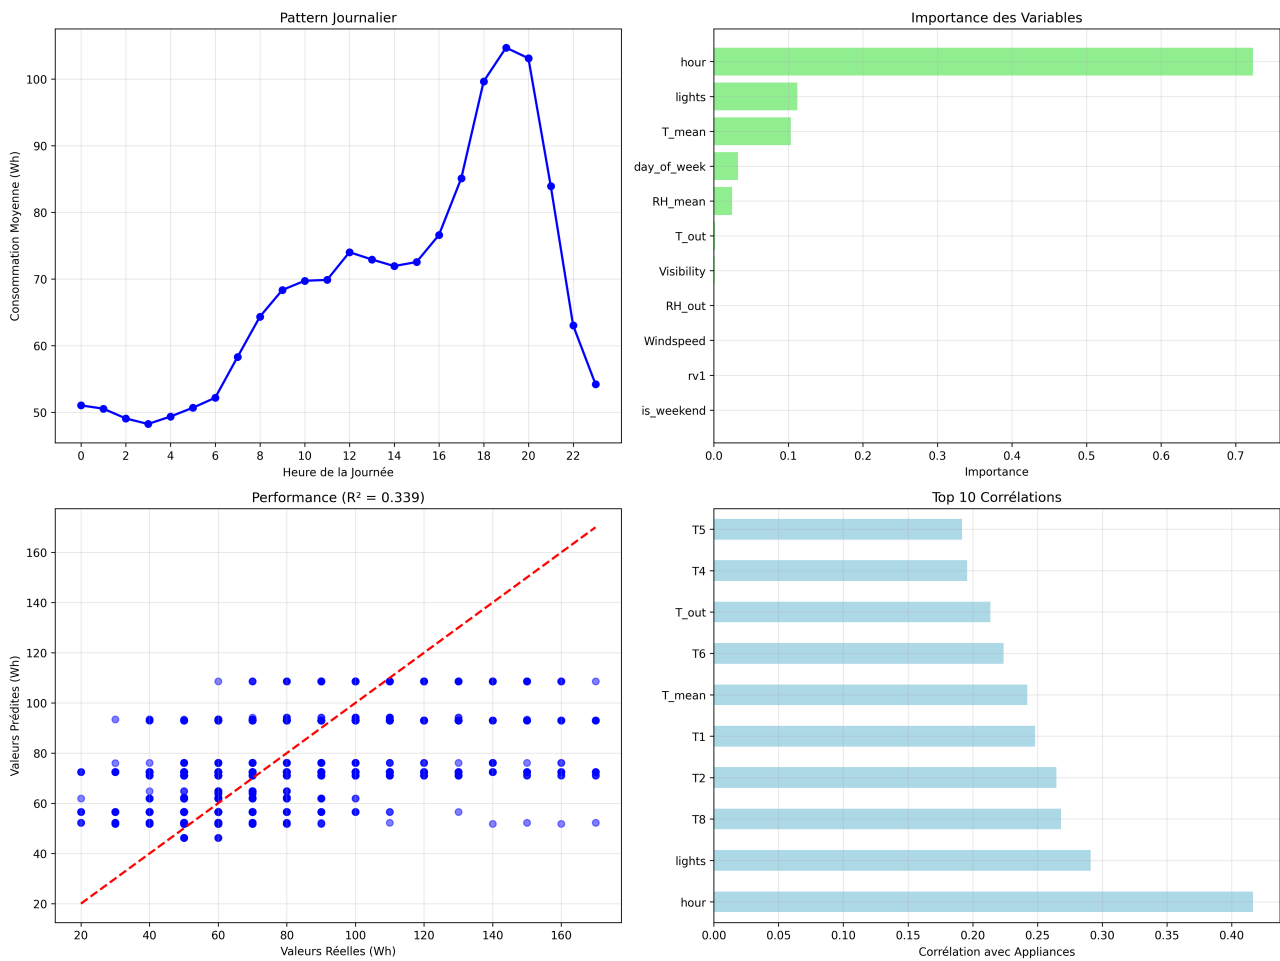 Pattern Journalier
Consommation Moyenne (Wh)
100
90
80
70
60
50
0 2 4 6 8 10 12 14 16 18 20 22
Heure de la Journée
Importance des Variables
hour
lights
T_mean
day_of_week
RH_mean
T_out
Visibility
RH_out
Windspeed
rv1
is_weekend
0.0 0.1 0.2 0.3 0.4 0.5 0.6 0.7
Importance
Performance (R² = 0.339)
Valeurs Prédites (Wh)
160
140
120
100
80
60
40
20
20 40 60 80 100 120 140 160
Valeurs Réelles (Wh)
Top 10 Corrélations
T5
T4
T_out
T6
T_mean
T1
T2
T8
lights
hour
0.00 0.05 0.10 0.15 0.20 0.25 0.30 0.35 0.40
Corrélation avec Appliances